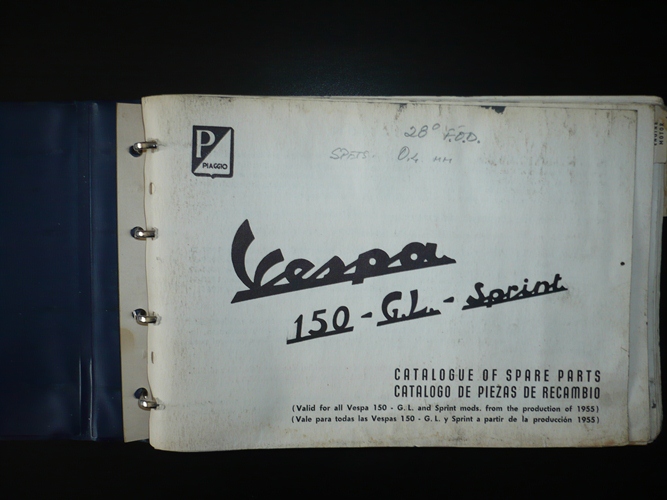 28° F.O.D.
0.4 mm
P
PIAGGIO
Vespa
150 - G.L. - Sprint
CATALOGUE OF SPARE PARTS
CATALOGO DE PIEZAS DE RECAMBIO
(Valid for all Vespa 150 - G. L. and Sprint mods. from the production of 1955)
(Vale para todas las Vespas 150 - G. L. y Sprint a partir de la producción 1955)